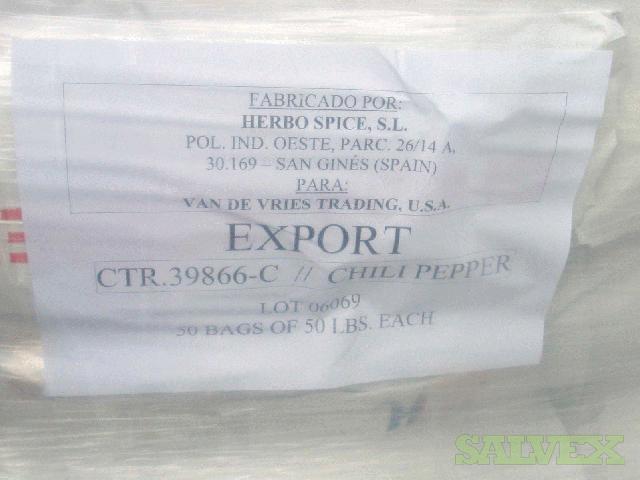 FABRICADO POR:
HERBO SPICE, S.L.
POL. IND. OESTE, PARC. 26/14 A,
30.169 – SAN GINÉS (SPAIN)
PARA:
VAN DE VRIES TRADING, U.S.A.
EXPORT
CTR.39866-C // CHILI PEPPER
LOT 06069
50 BAGS OF 50 LBS. EACH
SALVEX